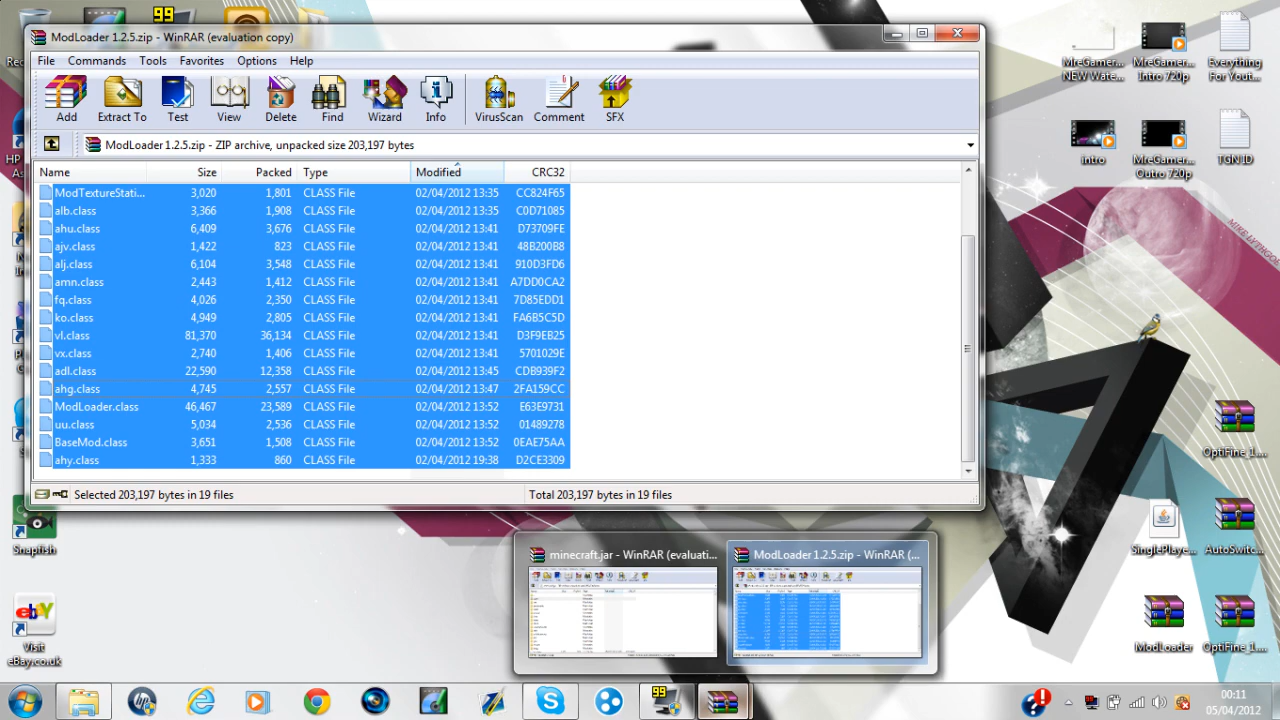 ModLoader 1.2.5.zip - WinRAR (evaluation copy)
File Commands Tools Favorites Options Help
Add Extract To Test View Delete Find Wizard Info VirusScan Comment SFX
ModLoader 1.2.5.zip - ZIP archive, unpacked size 203,197 bytes
Name Size Packed Type Modified CRC32
ModTextureStati... 3,020 1,801 CLASS File 02/04/2012 13:35 CC824F65
alb.class 3,366 1,908 CLASS File 02/04/2012 13:35 C0D71085
ahu.class 6,409 3,676 CLASS File 02/04/2012 13:41 D73709FE
ajv.class 1,422 823 CLASS File 02/04/2012 13:41 48B200B8
alj.class 6,104 3,548 CLASS File 02/04/2012 13:41 910D3FD6
amn.class 2,443 1,412 CLASS File 02/04/2012 13:41 A7DD0CA2
fq.class 4,026 2,350 CLASS File 02/04/2012 13:41 7D85EDD1
ko.class 4,949 2,805 CLASS File 02/04/2012 13:41 FA6B5C5D
vl.class 81,370 36,134 CLASS File 02/04/2012 13:41 D3F9EB25
vx.class 2,740 1,406 CLASS File 02/04/2012 13:41 5701029E
adl.class 22,590 12,358 CLASS File 02/04/2012 13:45 CDB939F2
ahg.class 4,745 2,557 CLASS File 02/04/2012 13:47 2FA159CC
ModLoader.class 46,467 23,589 CLASS File 02/04/2012 13:52 E63E9731
uu.class 5,034 2,536 CLASS File 02/04/2012 13:52 01489278
BaseMod.class 3,651 1,508 CLASS File 02/04/2012 13:52 0EAE75AA
ahy.class 1,333 860 CLASS File 02/04/2012 19:38 D2CE3309
Selected 203,197 bytes in 19 files Total 203,197 bytes in 19 files
MreGamer... NEW Wate...
MreGamer... Intro 720p
Everything For Yout...
intro
MreGamer... Outro 720p
TGN ID
MIKE LYTHGOE
OptiFine_1....
SinglePlaye...
AutoSwitc...
ModLoader
OptiFine_1....
Snapfish
ebY
Visit eBay.co.uk
minecraft.jar - WinRAR (evaluati...
ModLoader 1.2.5.zip - WinRAR (...
99
99
00:11
05/04/2012